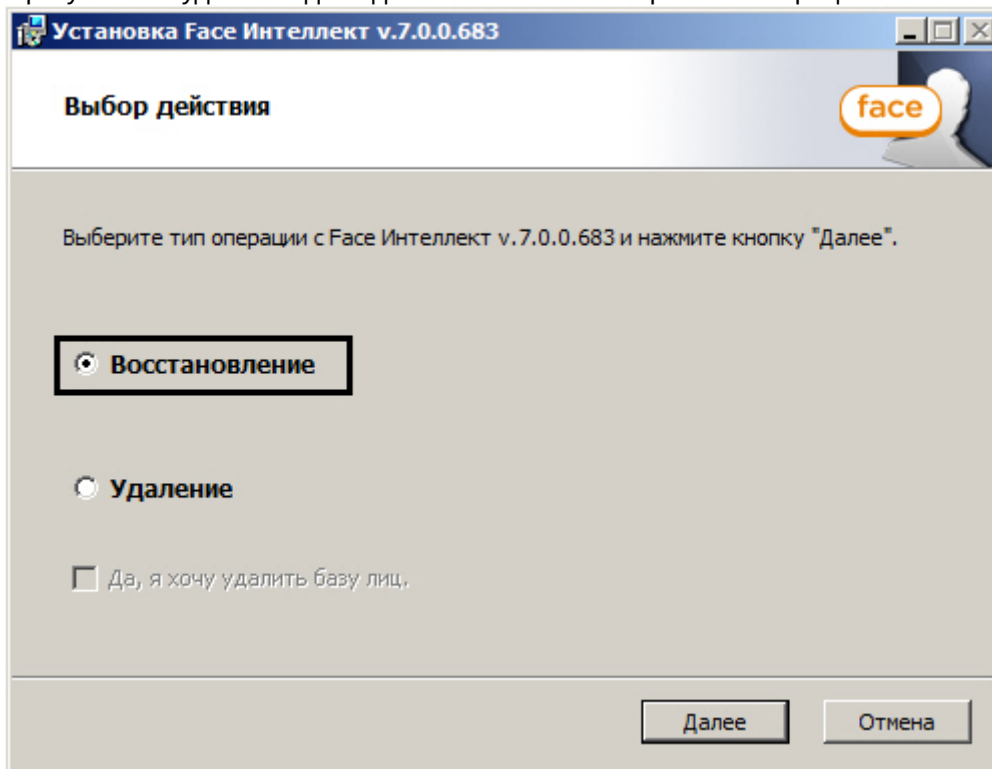 Установка Face Интеллект v.7.0.0.683
Выбор действия
face
Выберите тип операции с Face Интеллект v.7.0.0.683 и нажмите кнопку "Далее".
Восстановление
Удаление
Да, я хочу удалить базу лиц.
Далее
Отмена